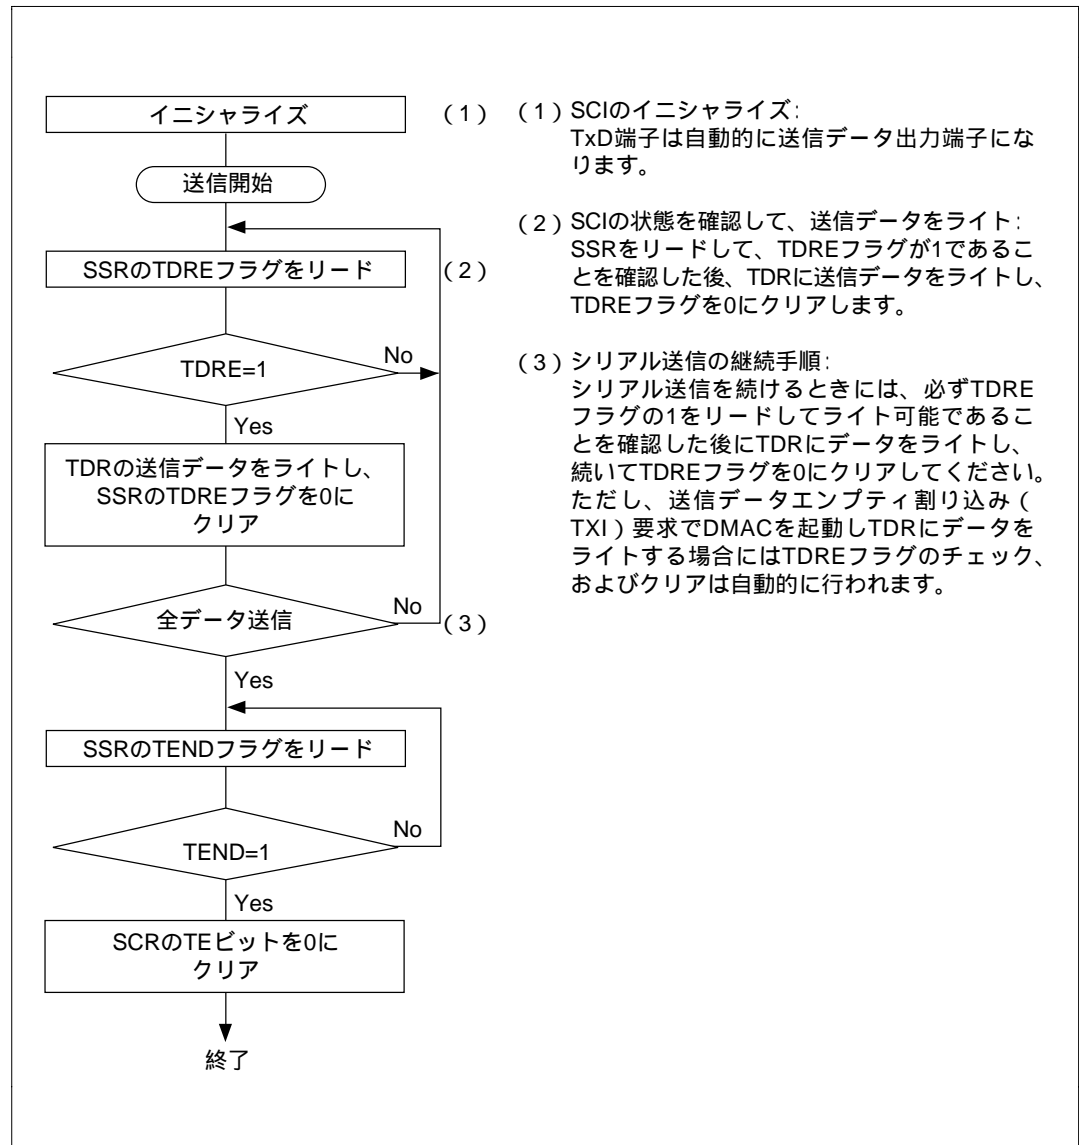 イニシャライズ
(1)
送信開始
SSRのTDREフラグをリード
(2)
TDRE=1
No
Yes
TDRの送信データをライトし、
SSRのTDREフラグを0に
クリア
全データ送信
No
(3)
Yes
SSRのTENDフラグをリード
TEND=1
No
Yes
SCRのTEビットを0に
クリア
終了
(1)SCIのイニシャライズ:
TxD端子は自動的に送信データ出力端子にな
ります。
(2)SCIの状態を確認して、送信データをライト:
SSRをリードして、TDREフラグが1であるこ
とを確認した後、TDRに送信データをライトし、
TDREフラグを0にクリアします。
(3)シリアル送信の継続手順:
シリアル送信を続けるときには、必ずTDRE
フラグの1をリードしてライト可能であるこ
とを確認した後にTDRにデータをライトし、
続いてTDREフラグを0にクリアしてください。
ただし、送信データエンプティ割り込み(
TXI)要求でDMACを起動しTDRにデータを
ライトする場合にはTDREフラグのチェック、
およびクリアは自動的に行われます。